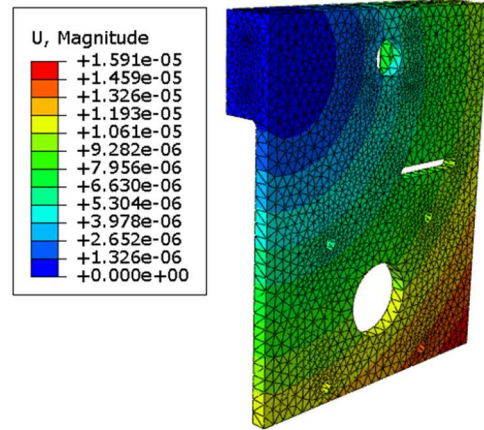 U, Magnitude
+1.591e-05
+1.459e-05
+1.326e-05
+1.193e-05
+1.061e-05
+9.282e-06
+7.956e-06
+6.630e-06
+5.304e-06
+3.978e-06
+2.652e-06
+1.326e-06
+0.000e+00